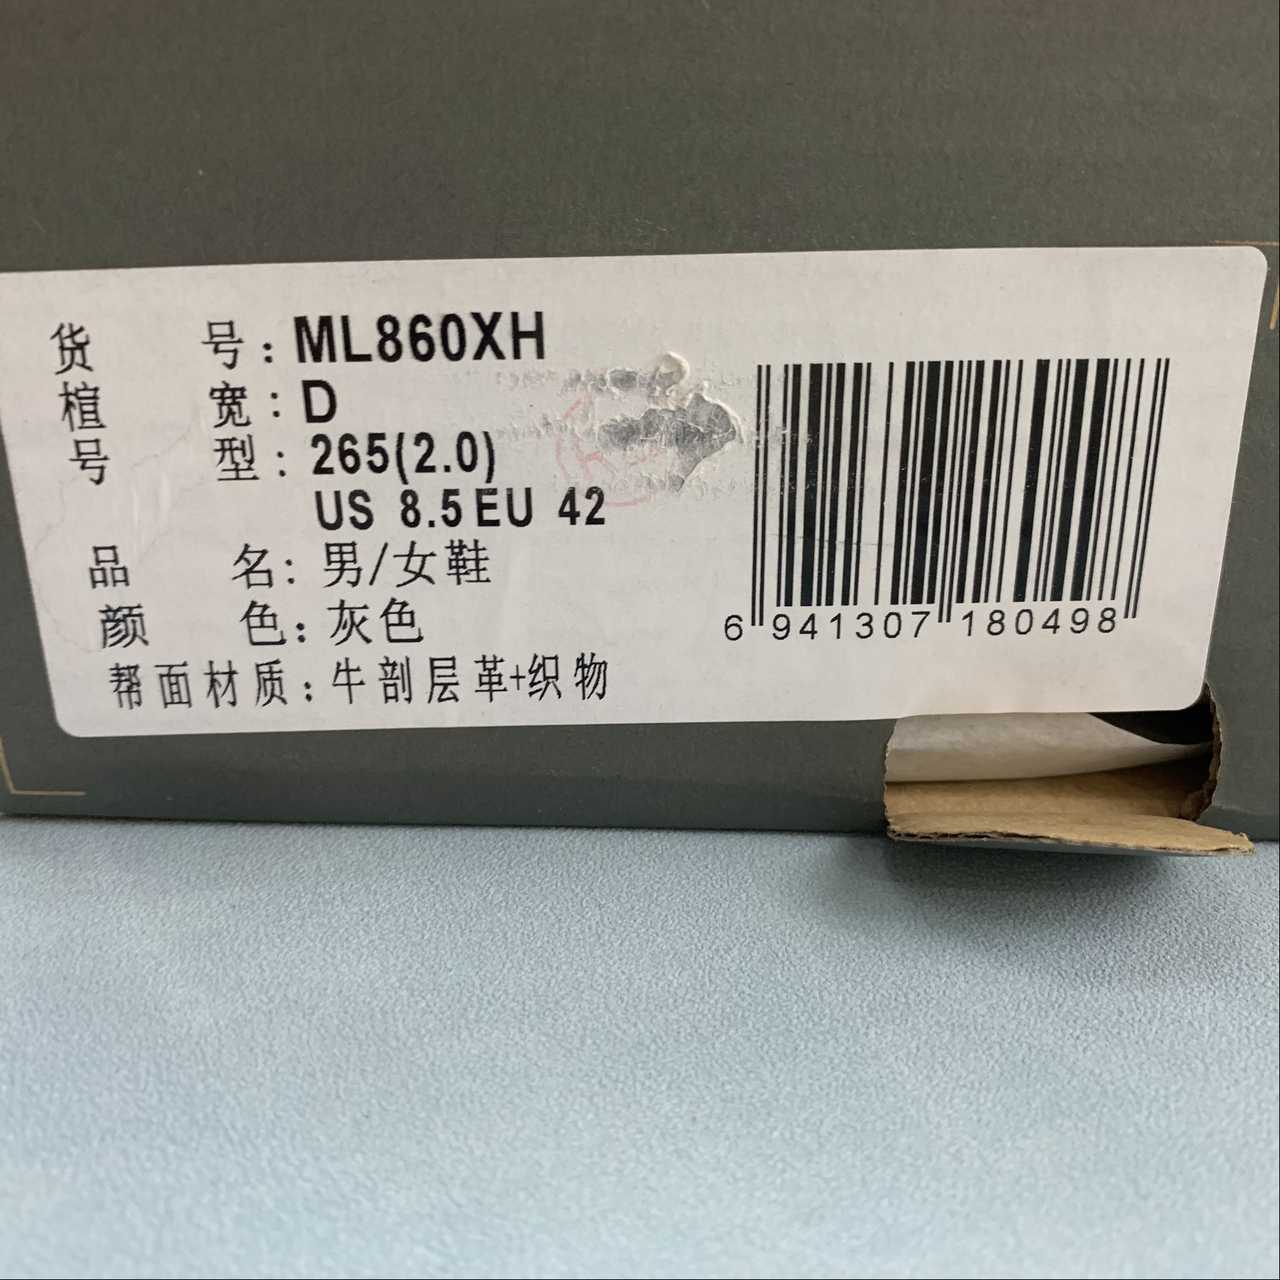 货 号:ML860XH
楦 宽:D
号 型:265(2.0)
US 8.5 EU 42
品 名:男/女鞋
颜 色:灰色
帮面材质:牛剖层革+织物
6 941307 180498